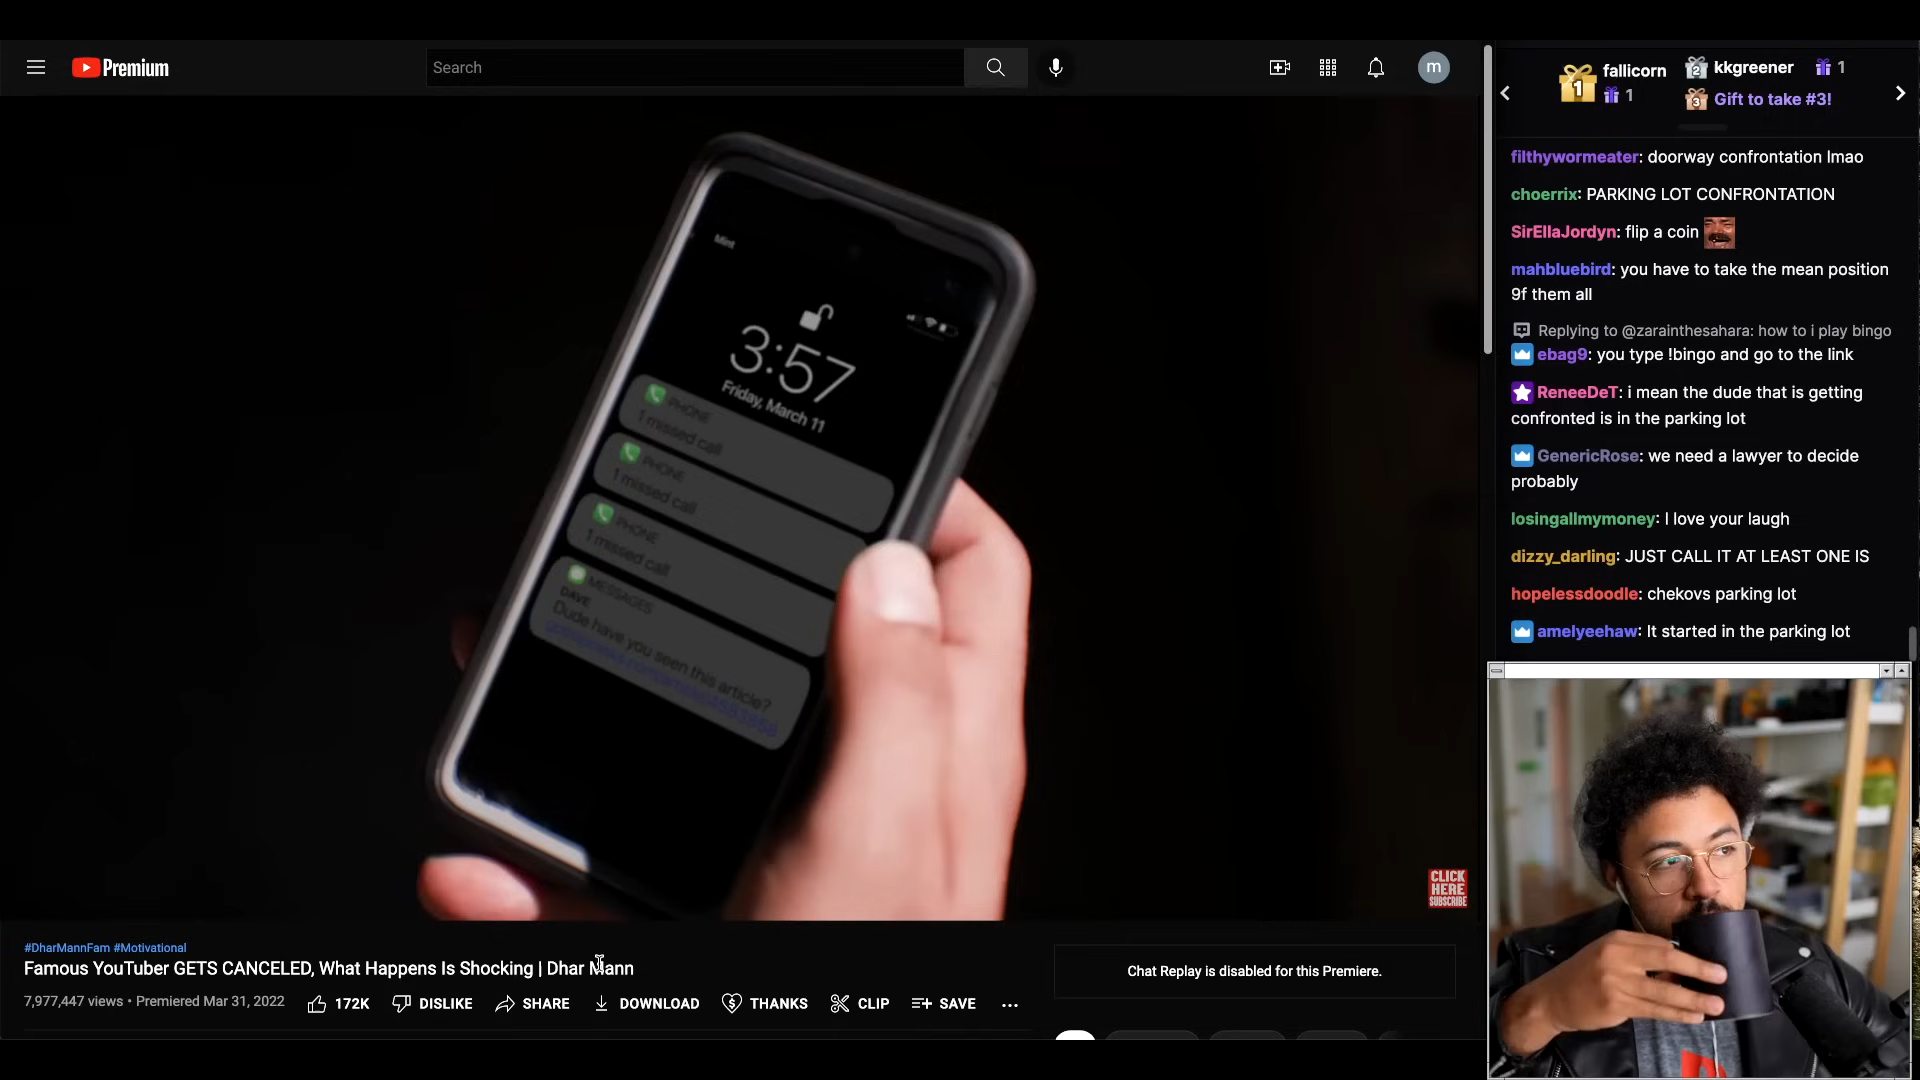 Premium
Search
m
1
fallicorn
1
2
kkgreener
1
3
Gift to take #3!
Mint
3:57
Friday, March 11
PHONE
1 missed call
PHONE
1 missed call
PHONE
1 missed call
MESSAGES
DAVE
Dude have you seen this article?
CLICK
HERE
SUBSCRIBE
#DharMannFam #Motivational
Famous YouTuber GETS CANCELED, What Happens Is Shocking | Dhar Mann
7,977,447 views • Premiered Mar 31, 2022
172K
DISLIKE
SHARE
DOWNLOAD
THANKS
CLIP
SAVE
Chat Replay is disabled for this Premiere.
filthywormeater: doorway confrontation lmao
choerrix: PARKING LOT CONFRONTATION
SirEllaJordyn: flip a coin
mahbluebird: you have to take the mean position
9f them all
Replying to @zarainthesahara: how to i play bingo
ebag9: you type !bingo and go to the link
ReneeDeT: i mean the dude that is getting
confronted is in the parking lot
GenericRose: we need a lawyer to decide
probably
losingallmymoney: I love your laugh
dizzy_darling: JUST CALL IT AT LEAST ONE IS
hopelessdoodle: chekovs parking lot
amelyeehaw: It started in the parking lot